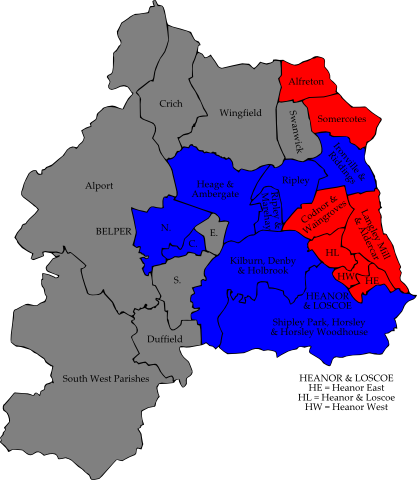 Alfreton
Crich
Wingfield
Swanwick
Somercotes
Ironville &
Riddings
Alport
Heage &
Ambergate
Ripley
Ripley &
Marehay
Codnor &
Waingroves
Langley Mill
& Aldercar
BELPER
N.
C.
E.
HL
Kilburn, Denby
& Holbrook
HW
HE
S.
HEANOR
& LOSCOE
Shipley Park, Horsley
& Horsley Woodhouse
Duffield
South West Parishes
HEANOR & LOSCOE
HE = Heanor East
HL = Heanor & Loscoe
HW = Heanor West